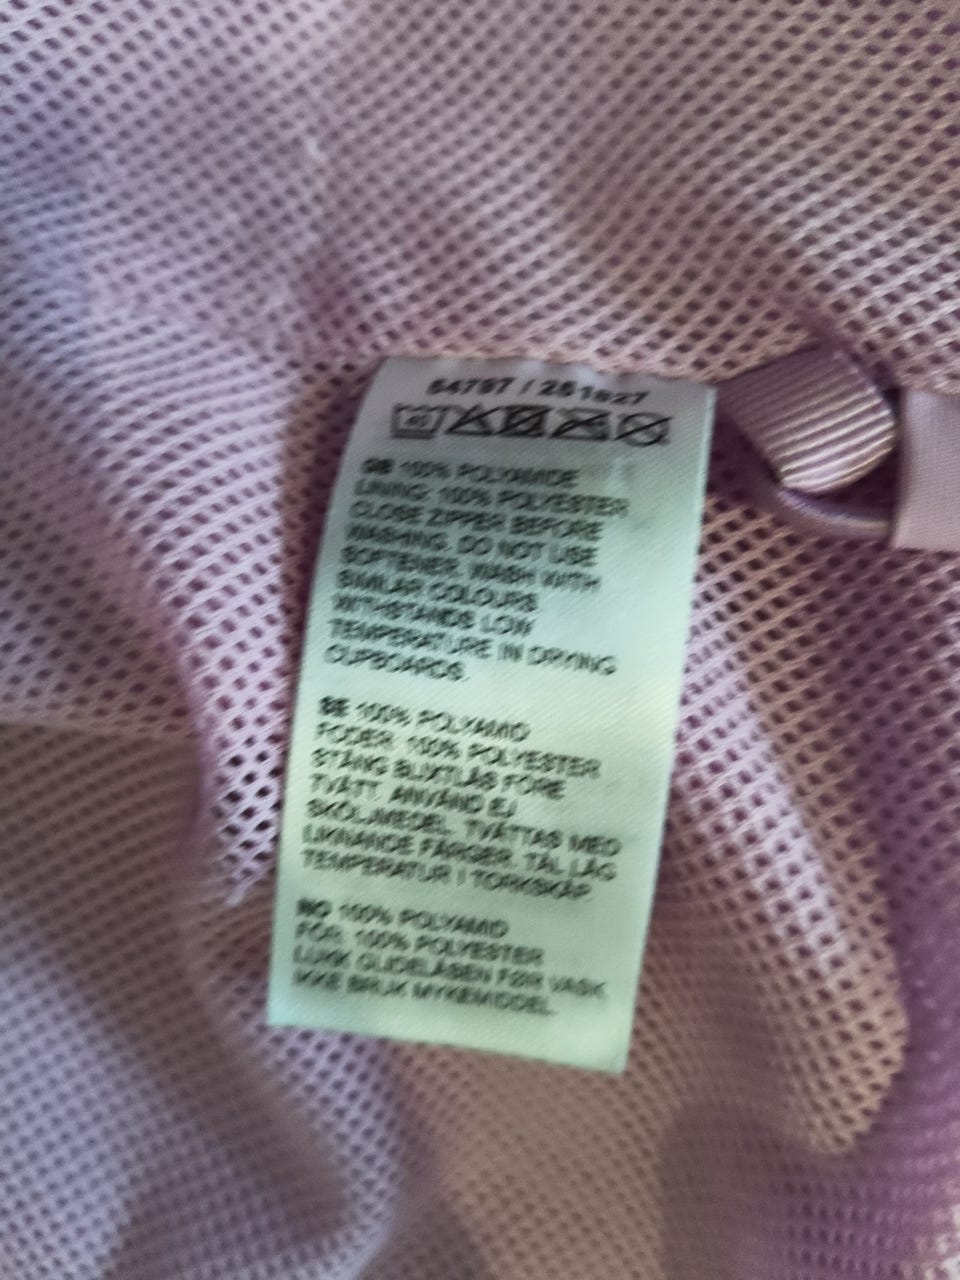 GB 100% POLYAMIDE
LINING: 100% POLYESTER
CLOSE ZIPPER BEFORE
WASHING. DO NOT USE
SOFTENER. WASH WITH
SIMILAR COLOURS.
WITHSTANDS LOW
TEMPERATURE IN DRYING
CUPBOARDS.
SE 100% POLYAMID
FODER: 100% POLYESTER
STÄNG BLIXTLÅS FÖRE
TVÄTT. ANVÄND EJ
SKÖLJMEDEL. TVÄTTAS MED
LIKNANDE FÄRGER. TÅL LÅG
TEMPERATUR I TORKSKÅP.
NO 100% POLYAMID
FÔR: 100% POLYESTER
LUKK GLIDELÅSEN FØR VASK.
IKKE BRUK MYKEMIDDEL.